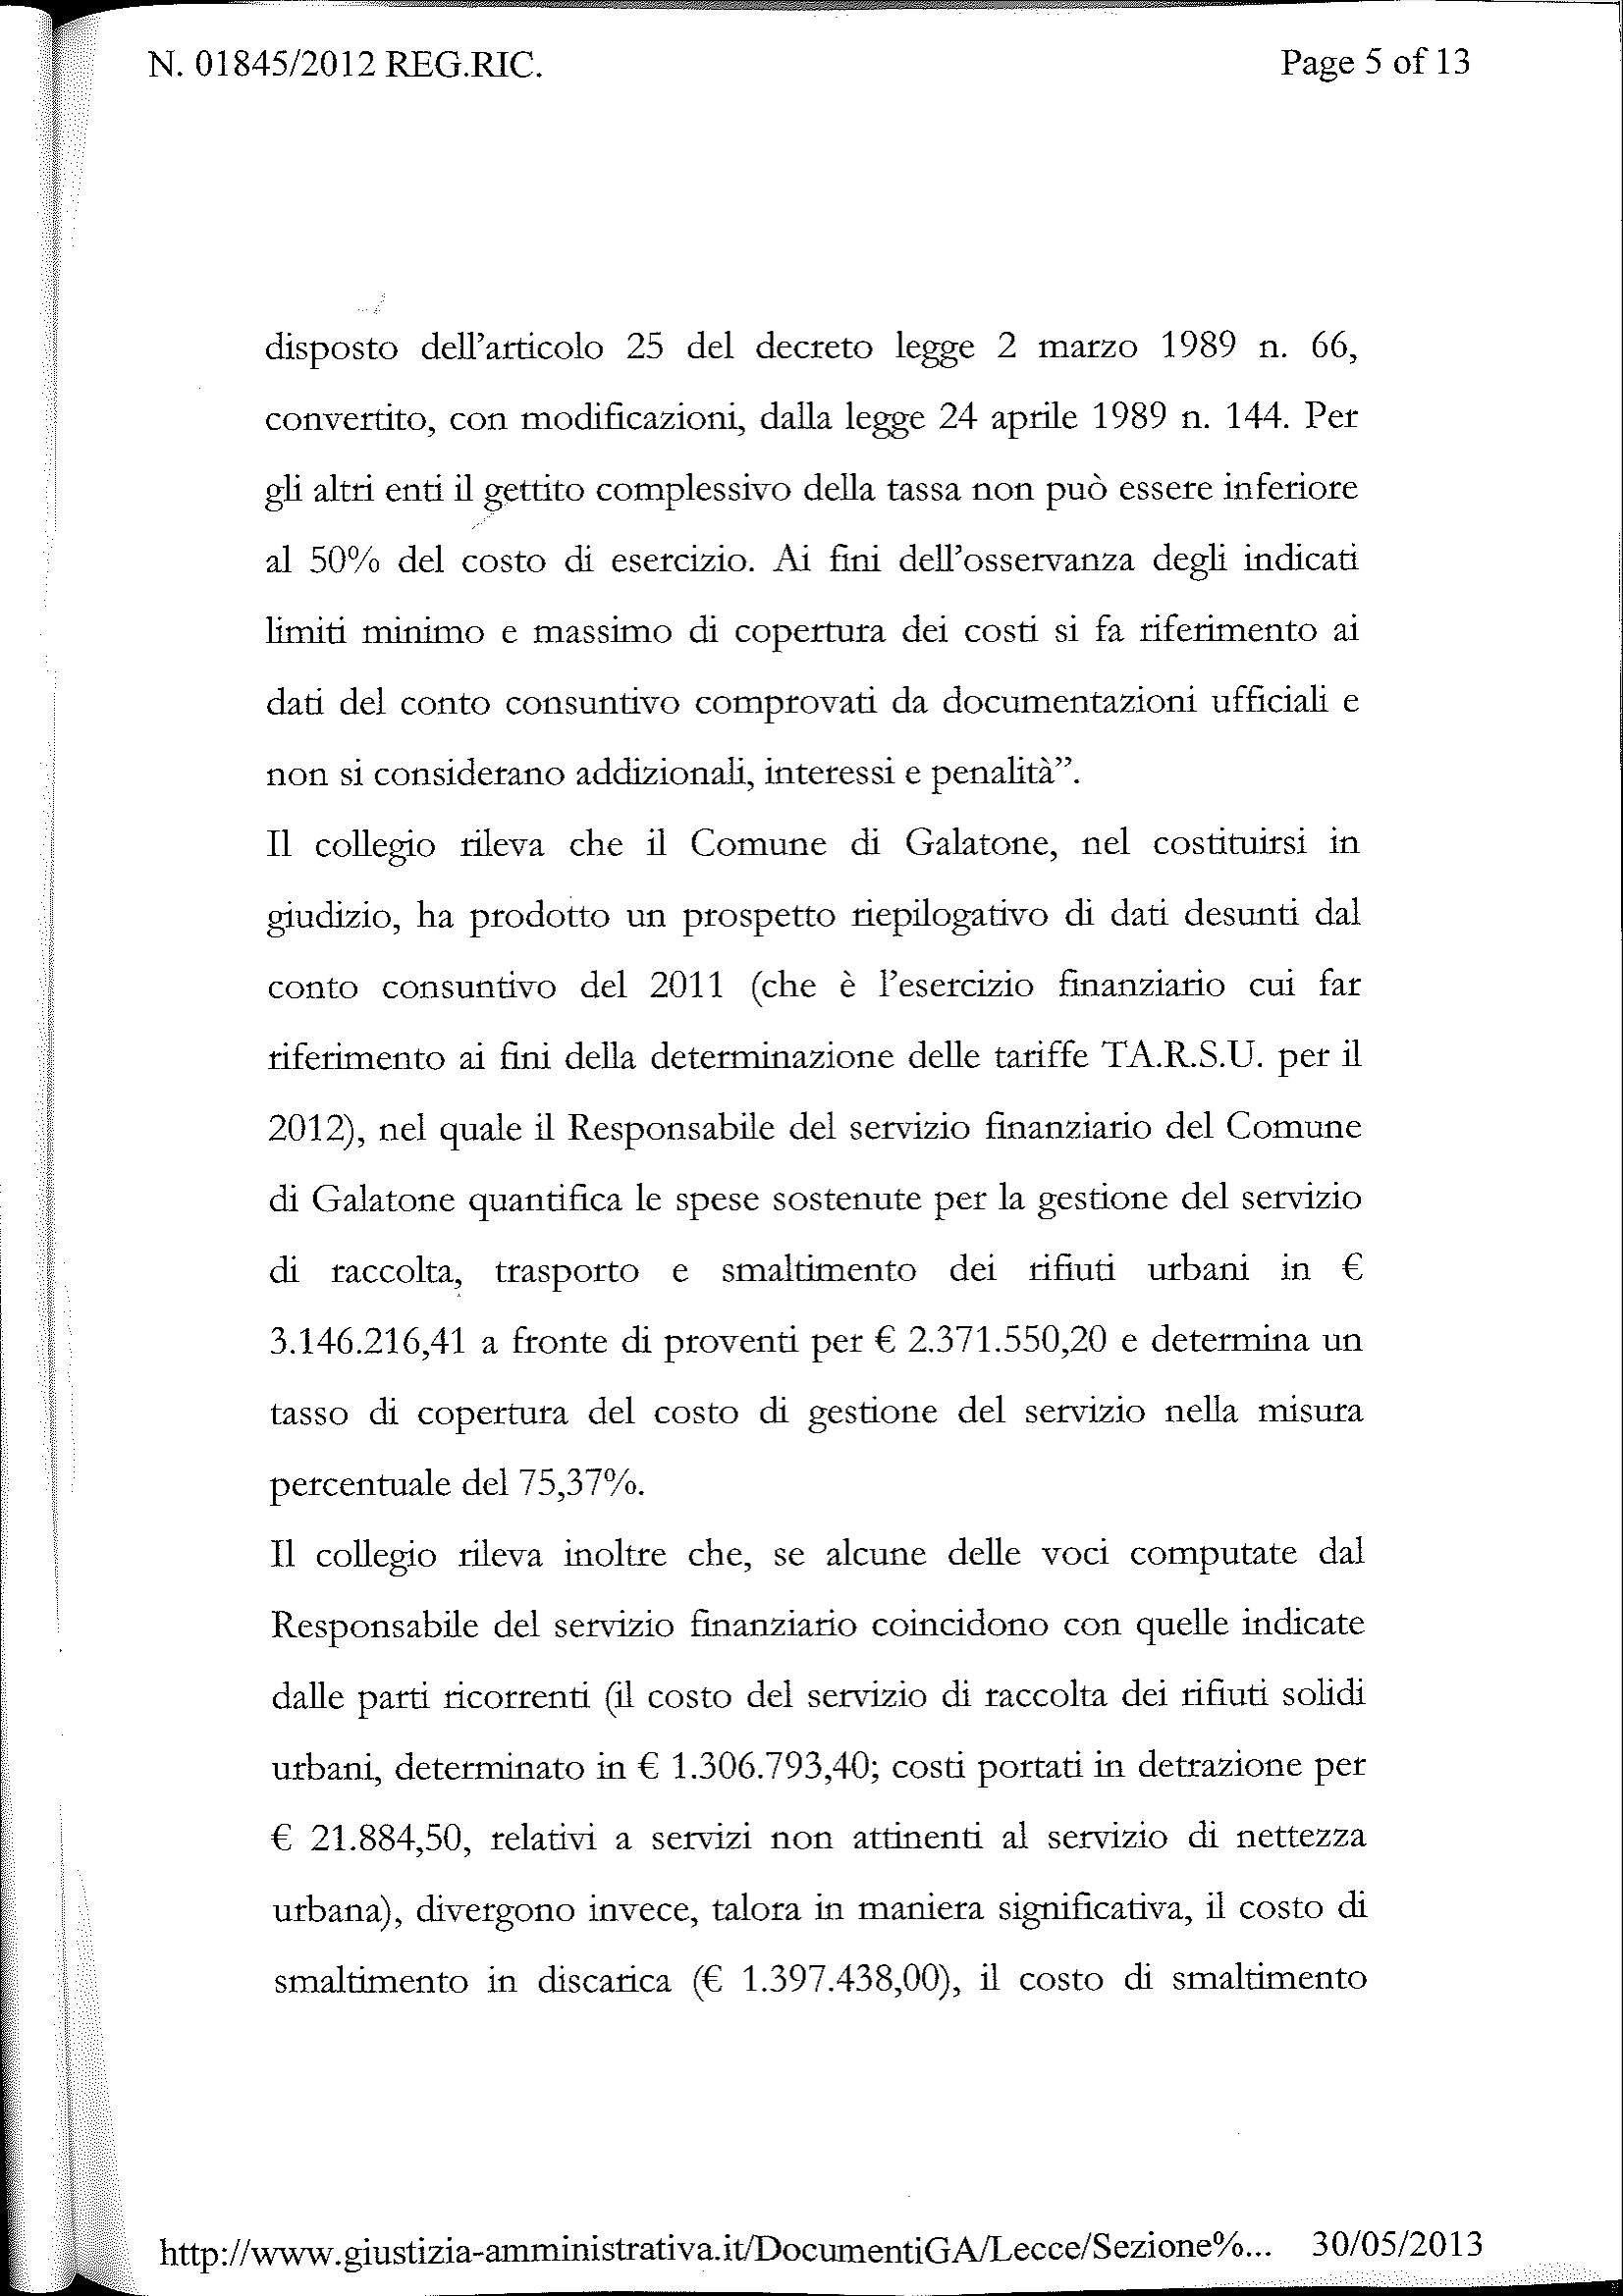 N. 01845/2012 REG.RIC.
Page 5 of 13
disposto dell'articolo 25 del decreto legge 2 marzo 1989 n. 66,
convertito, con modificazioni, dalla legge 24 aprile 1989 n. 144. Per
gli altri enti il gettito complessivo della tassa non può essere inferiore
al 50% del costo di esercizio. Ai fini dell'osservanza degli indicati
limiti minimo e massimo di copertura dei costi si fa riferimento ai
dati del conto consuntivo comprovati da documentazioni ufficiali e
non si considerano addizionali, interessi e penalità”.
Il collegio rileva che il Comune di Galatone, nel costituirsi in
giudizio, ha prodotto un prospetto riepilogativo di dati desunti dal
conto consuntivo del 2011 (che è l'esercizio finanziario cui far
riferimento ai fini della determinazione delle tariffe TA.R.S.U. per il
2012), nel quale il Responsabile del servizio finanziario del Comune
di Galatone quantifica le spese sostenute per la gestione del servizio
di raccolta, trasporto e smaltimento dei rifiuti urbani in €
3.146.216,41 a fronte di proventi per € 2.371.550,20 e determina un
tasso di copertura del costo di gestione del servizio nella misura
percentuale del 75,37%.
Il collegio rileva inoltre che, se alcune delle voci computate dal
Responsabile del servizio finanziario coincidono con quelle indicate
dalle parti ricorrenti (il costo del servizio di raccolta dei rifiuti solidi
urbani, determinato in € 1.306.793,40; costi portati in detrazione per
€ 21.884,50, relativi a servizi non attinenti al servizio di nettezza
urbana), divergono invece, talora in maniera significativa, il costo di
smaltimento in discarica (€ 1.397.438,00), il costo di smaltimento
http://www.giustizia-amministrativa.it/DocumentiGA/Lecce/Sezione%... 30/05/2013